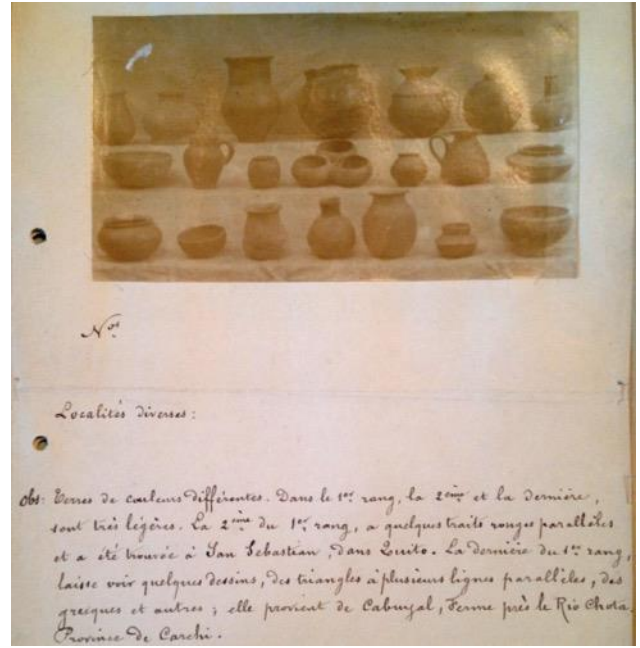 Nos
Localités diverses:
Obs: Terres de couleurs différentes. Dans le 1er rang, la 2ème et la dernière,
sont très légères. La 2ème du 1er rang, a quelques traits rouges parallèles
et a été trouvée à San Sebastian, dans Quito. La dernière du 1er rang,
laisse voir quelques dessins, des triangles à plusieurs lignes parallèles, des
grecques et autres; elle provient de Cabuyal, Ferme près le Rio Chota
Province de Carchi.